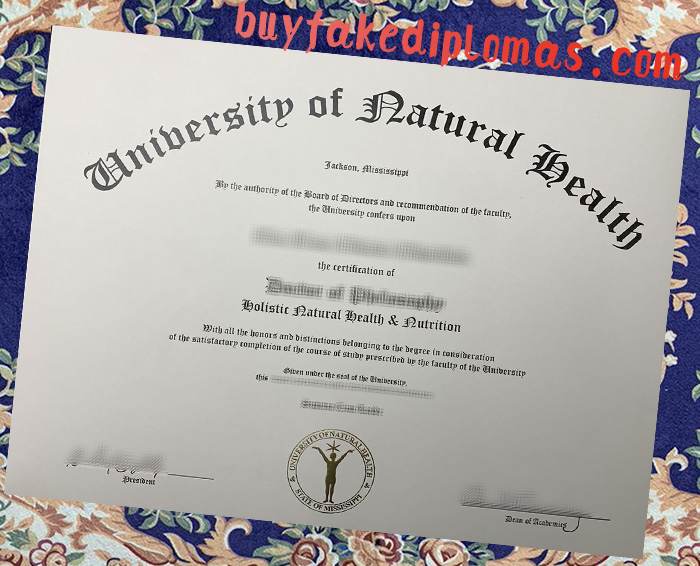 buyfakediplomas.com
University of Natural Health
Jackson, Mississippi
By the authority of the Board of Directors and recommendation of the faculty,
the University confers upon
the certification of
Doctor of Philosophy
Holistic Natural Health & Nutrition
With all the honors and distinctions belonging to the degree in consideration
of the satisfactory completion of the course of study prescribed by the faculty of the University
Given under the seal of the University,
this
UNIVERSITY OF NATURAL HEALTH
STATE OF MISSISSIPPI
President
Dean of Academics